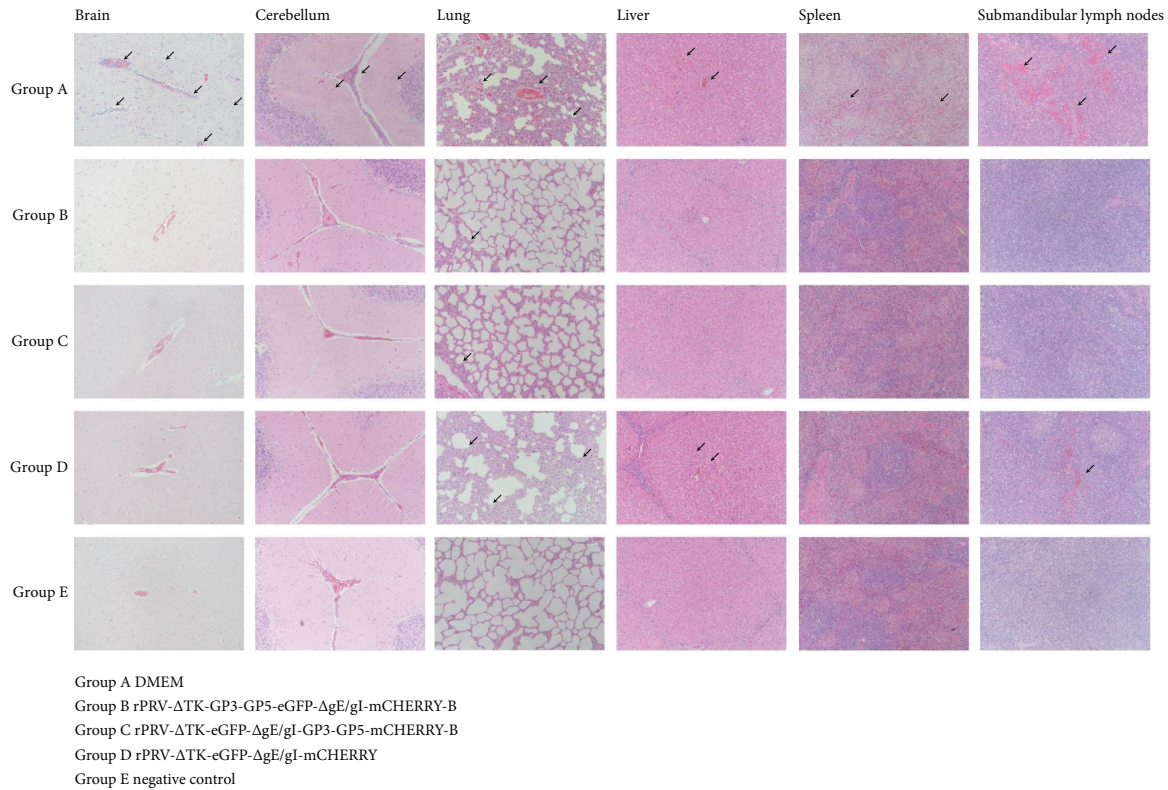 Brain Cerebellum Lung Liver Spleen Submandibular lymph nodes
Group A
Group B
Group C
Group D
Group E
Group A DMEM
Group B rPRV-ΔTK-GP3-GP5-eGFP-ΔgE/gI-mCHERRY-B
Group C rPRV-ΔTK-eGFP-ΔgE/gI-GP3-GP5-mCHERRY-B
Group D rPRV-ΔTK-eGFP-ΔgE/gI-mCHERRY
Group E negative control